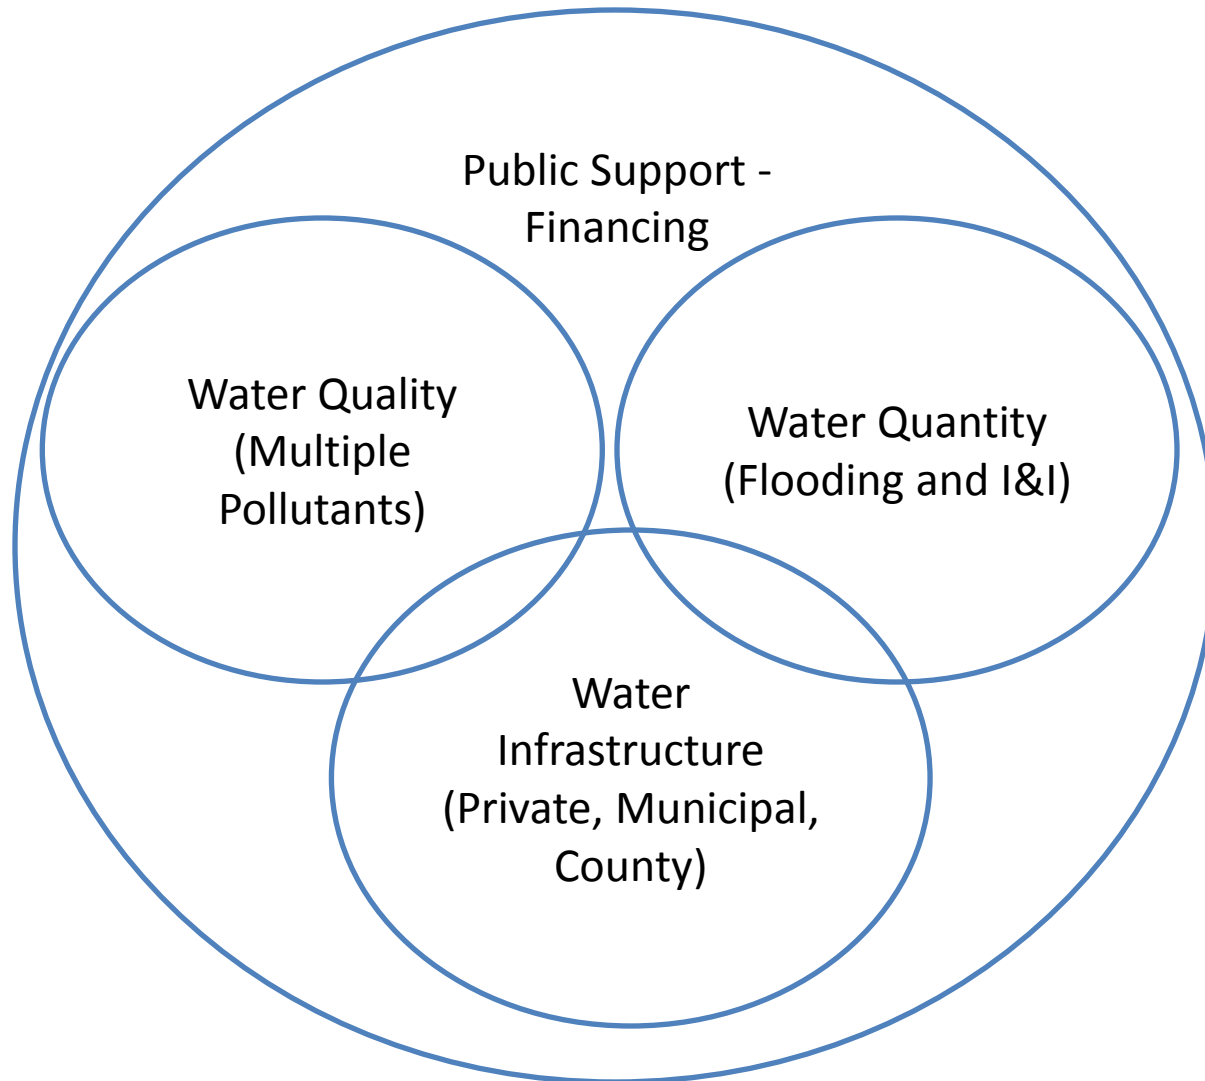 Public Support -
Financing
Water Quality
(Multiple
Pollutants)
Water Quantity
(Flooding and I&I)
Water
Infrastructure
(Private, Municipal,
County)